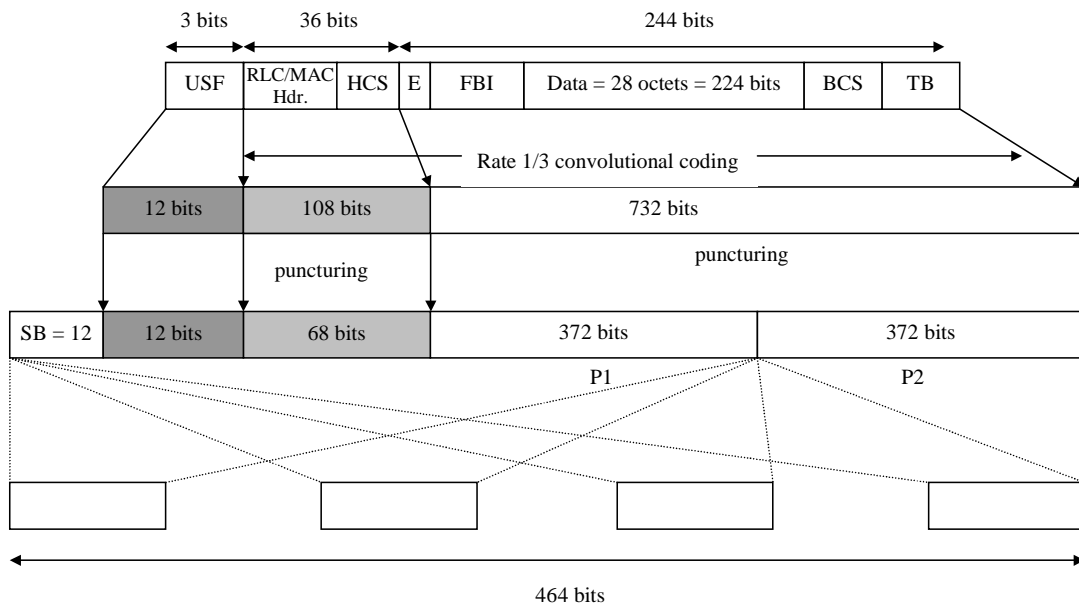 3 bits 36 bits 244 bits
USF RLC/MAC Hdr. HCS E FBI Data = 28 octets = 224 bits BCS TB
Rate 1/3 convolutional coding
12 bits 108 bits 732 bits
puncturing puncturing
SB = 12 12 bits 68 bits 372 bits 372 bits
P1 P2
464 bits